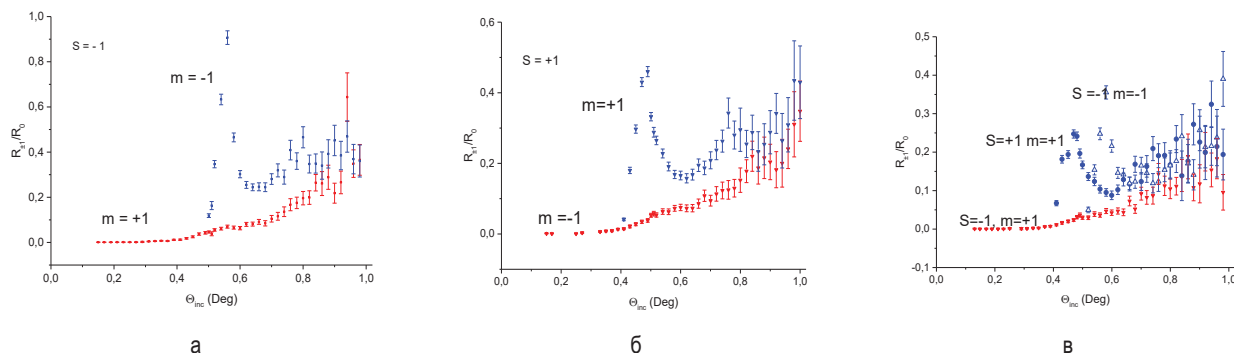 1,0
0,8
0,6
0,4
0,2
0,0
R±1/R0
S = - 1
m = -1
m = +1
0,0 0,2 0,4 0,6 0,8 1,0
Θinc (Deg)
а
0,6
0,4
0,2
0,0
R±1/R0
S = +1
m=+1
m=-1
0,0 0,2 0,4 0,6 0,8 1,0
Θinc (Deg)
б
0,5
0,4
0,3
0,2
0,1
0,0
-0,1
R±1/R0
S =-1 m=-1
S=+1 m=+1
S=-1, m=+1
0,0 0,2 0,4 0,6 0,8 1,0
Θinc (Deg)
в